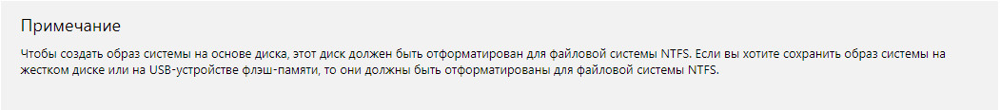 Примечание
Чтобы создать образ системы на основе диска, этот диск должен быть отформатирован для файловой системы NTFS. Если вы хотите сохранить образ системы на
жестком диске или на USB-устройстве флэш-памяти, то они должны быть отформатированы для файловой системы NTFS.